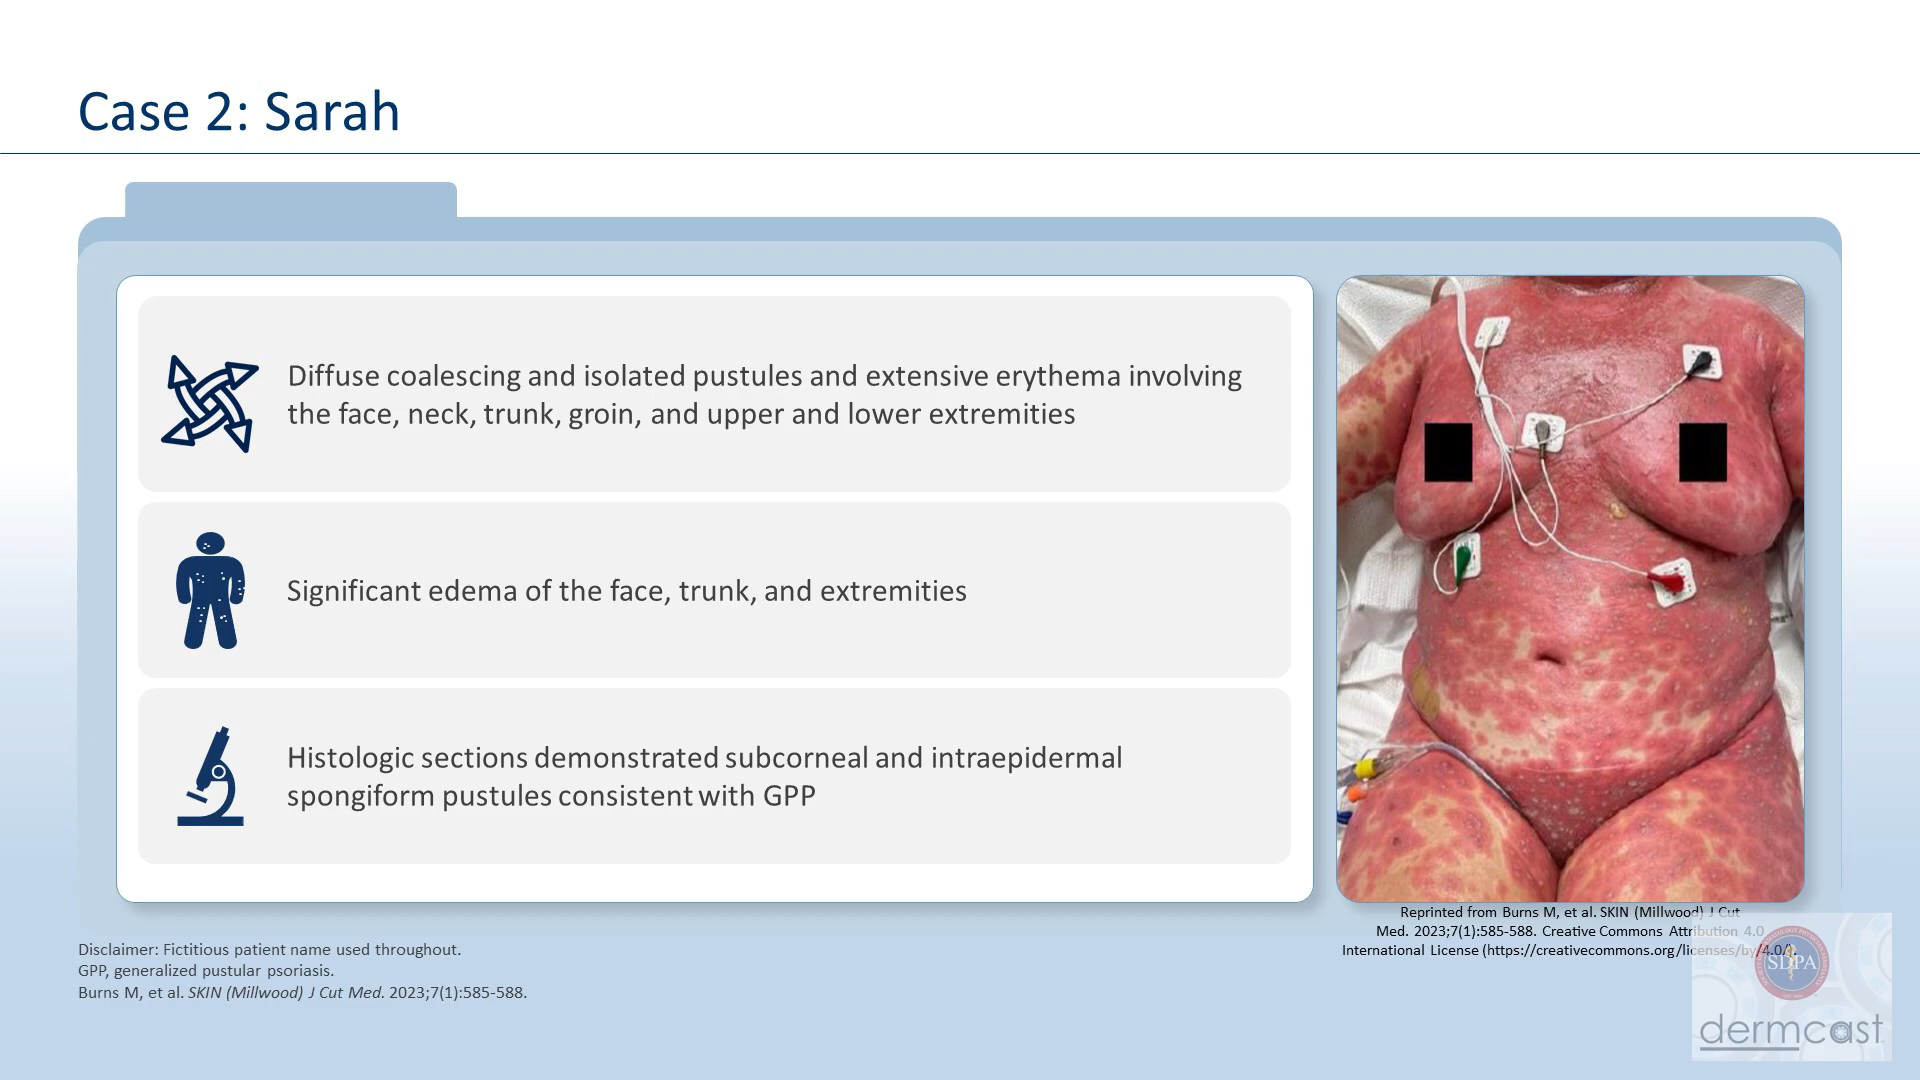 Case 2: Sarah
Diffuse coalescing and isolated pustules and extensive erythema involving
the face, neck, trunk, groin, and upper and lower extremities
Significant edema of the face, trunk, and extremities
Histologic sections demonstrated subcorneal and intraepidermal
spongiform pustules consistent with GPP
Reprinted from Burns M, et al. SKIN (Millwood) J Cut
Med. 2023;7(1):585-588. Creative Commons Attribution 4.0
International License (https://creativecommons.org/licenses/by/4.0/).
Disclaimer: Fictitious patient name used throughout.
GPP, generalized pustular psoriasis.
Burns M, et al. SKIN (Millwood) J Cut Med. 2023;7(1):585-588.
SDPA
dermcast